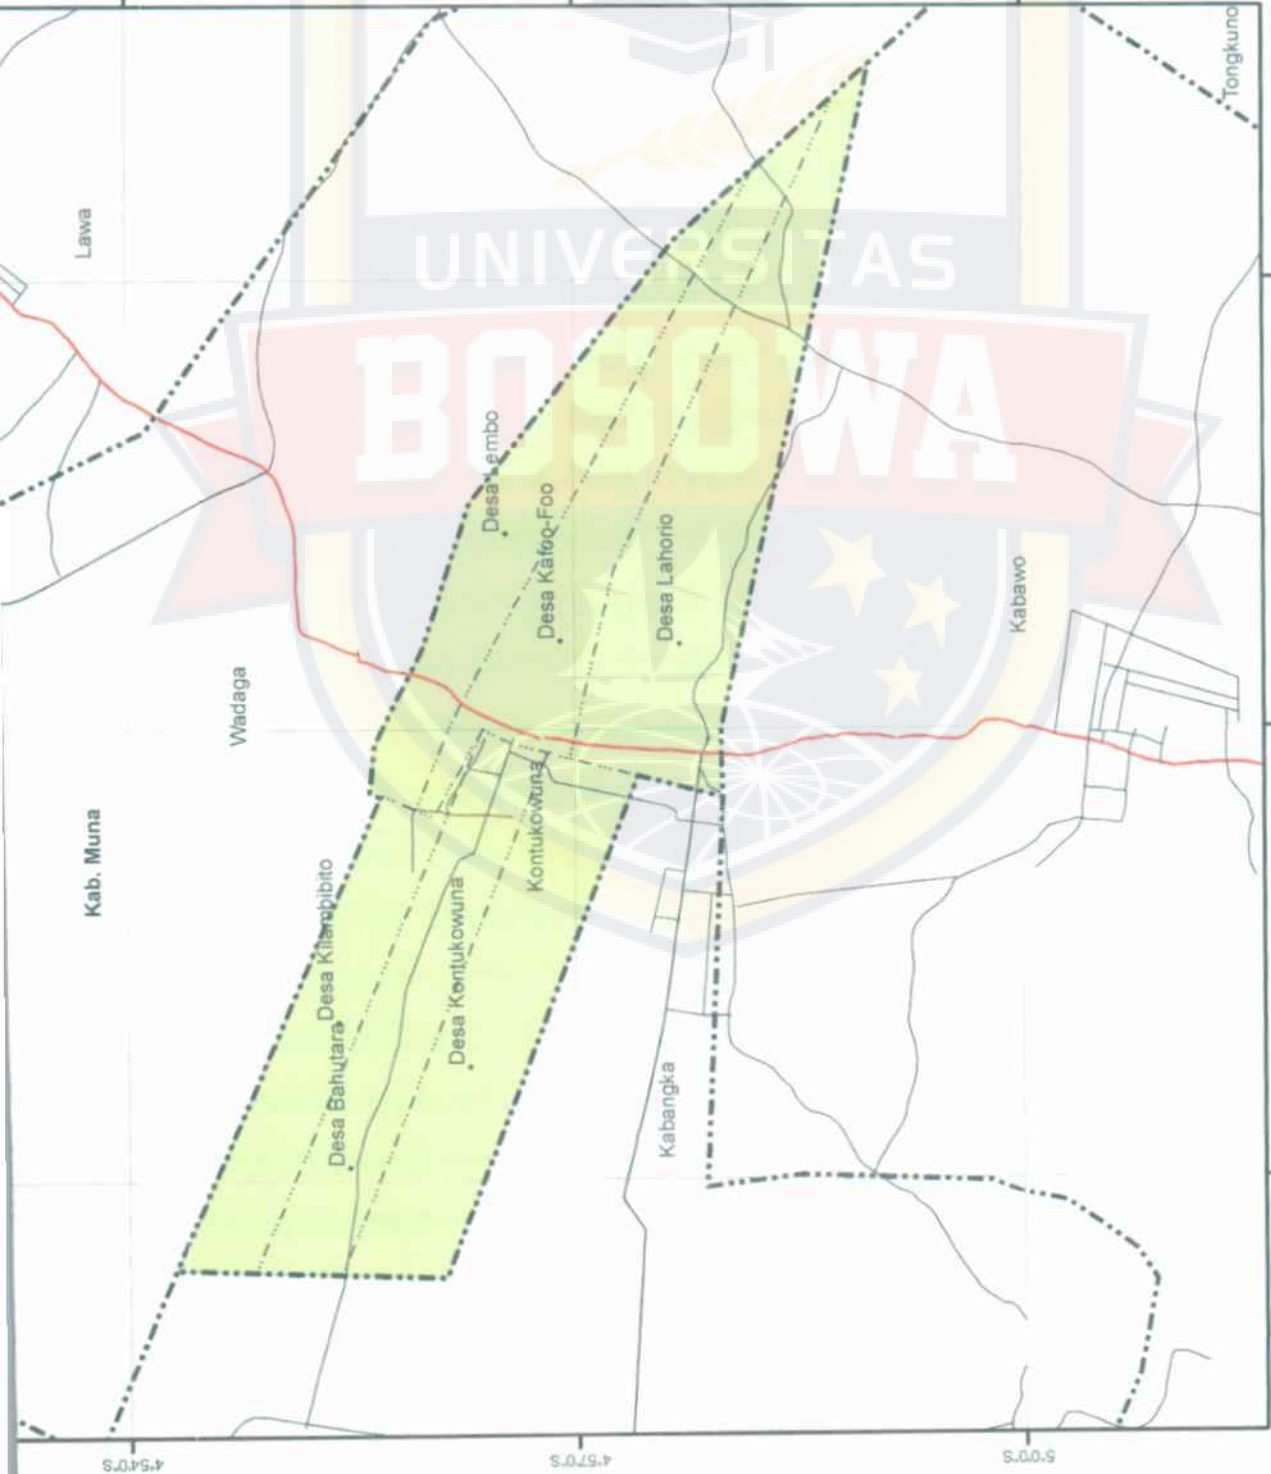 Tongkuno
Lawa
UNIVERSITAS
BOSOWA
Kab. Muna
Wadaga
Desa Lembo
Desa Kafoo-Foo
Desa Lahorio
Kabawo
Kontukowuna
Desa Kilambibito
Desa Kontukowuna
Desa Bahutara
Kabangka
4°54'0"S
4°57'0"S
5°0'0"S